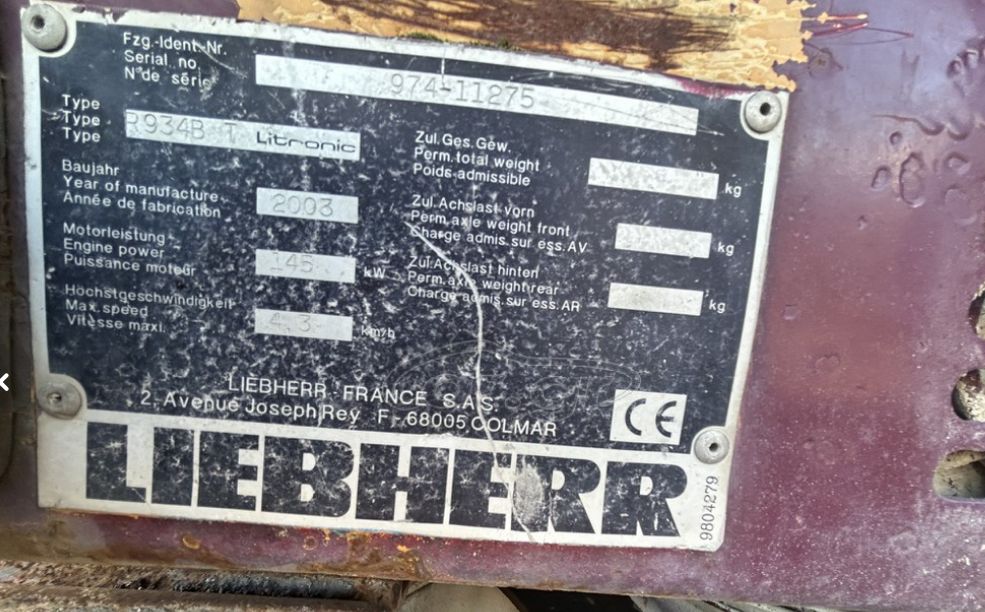 Fzg.-Ident.-Nr.
Serial no.
N° de série
974-11275
Type
Type
Type
R934B T Litronic
Baujahr
Year of manufacture
Année de fabrication
2003
Motorleistung
Engine power
Puissance moteur
145 kW
Höchstgeschwindigkeit
Max. speed
Vitesse maxi.
4.3 km/h
Zul. Ges. Gew.
Perm. total weight
Poids admissible
kg
Zul. Achslast vorn
Perm. axle weight front
Charge admis. sur ess. AV
kg
Zul. Achslast hinten
Perm. axle weight rear
Charge admis. sur ess. AR
kg
LIEBHERR FRANCE S.A.S.
2, Avenue Joseph Rey F-68005 COLMAR
CE
LIEBHERR
9804279